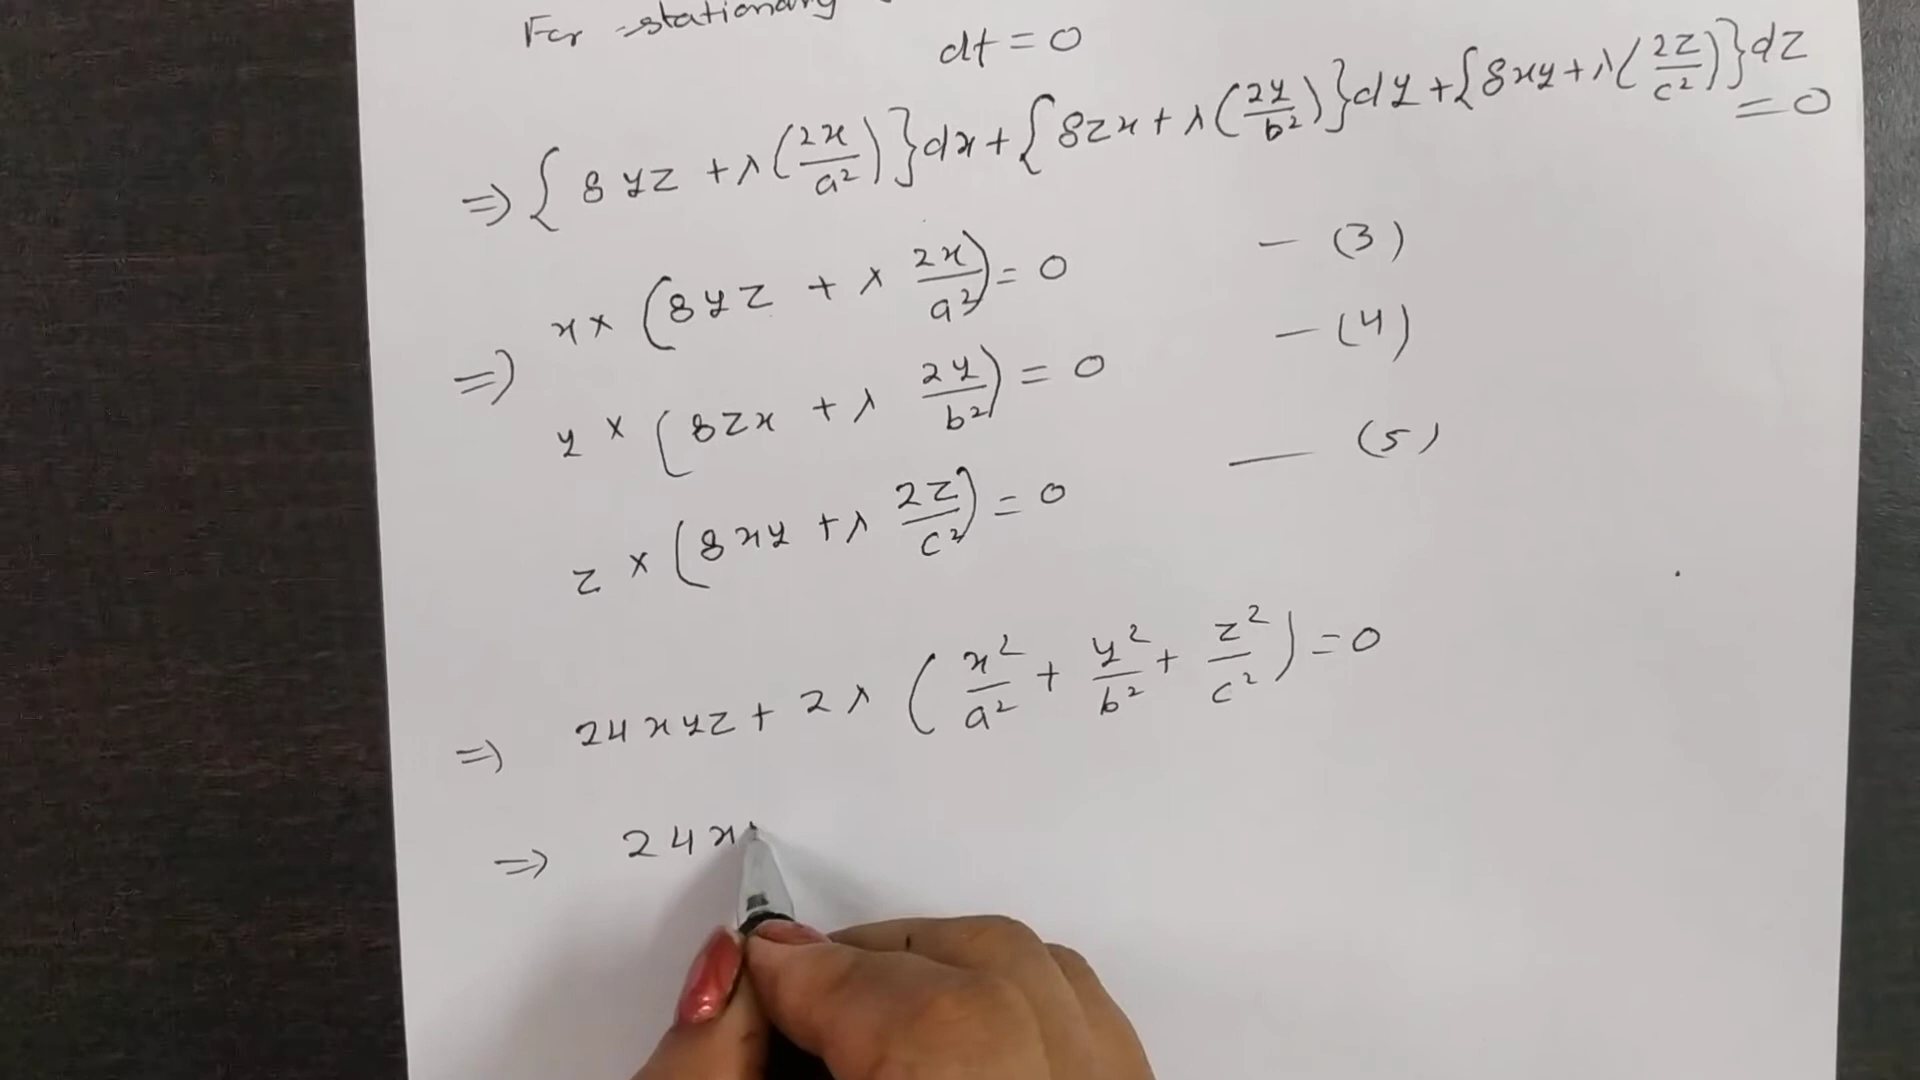 For stationary
dF = 0
⇒ { 8yz + λ(2x/a²) }dx + { 8zx + λ(2y/b²) }dy + { 8xy + λ(2z/c²) }dz = 0
x × (8yz + λ 2x/a²) = 0 — (3)
⇒ y × (8zx + λ 2y/b²) = 0 — (4)
z × (8xy + λ 2z/c²) = 0 — (5)
⇒ 24xyz + 2λ (x²/a² + y²/b² + z²/c²) = 0
⇒ 24x